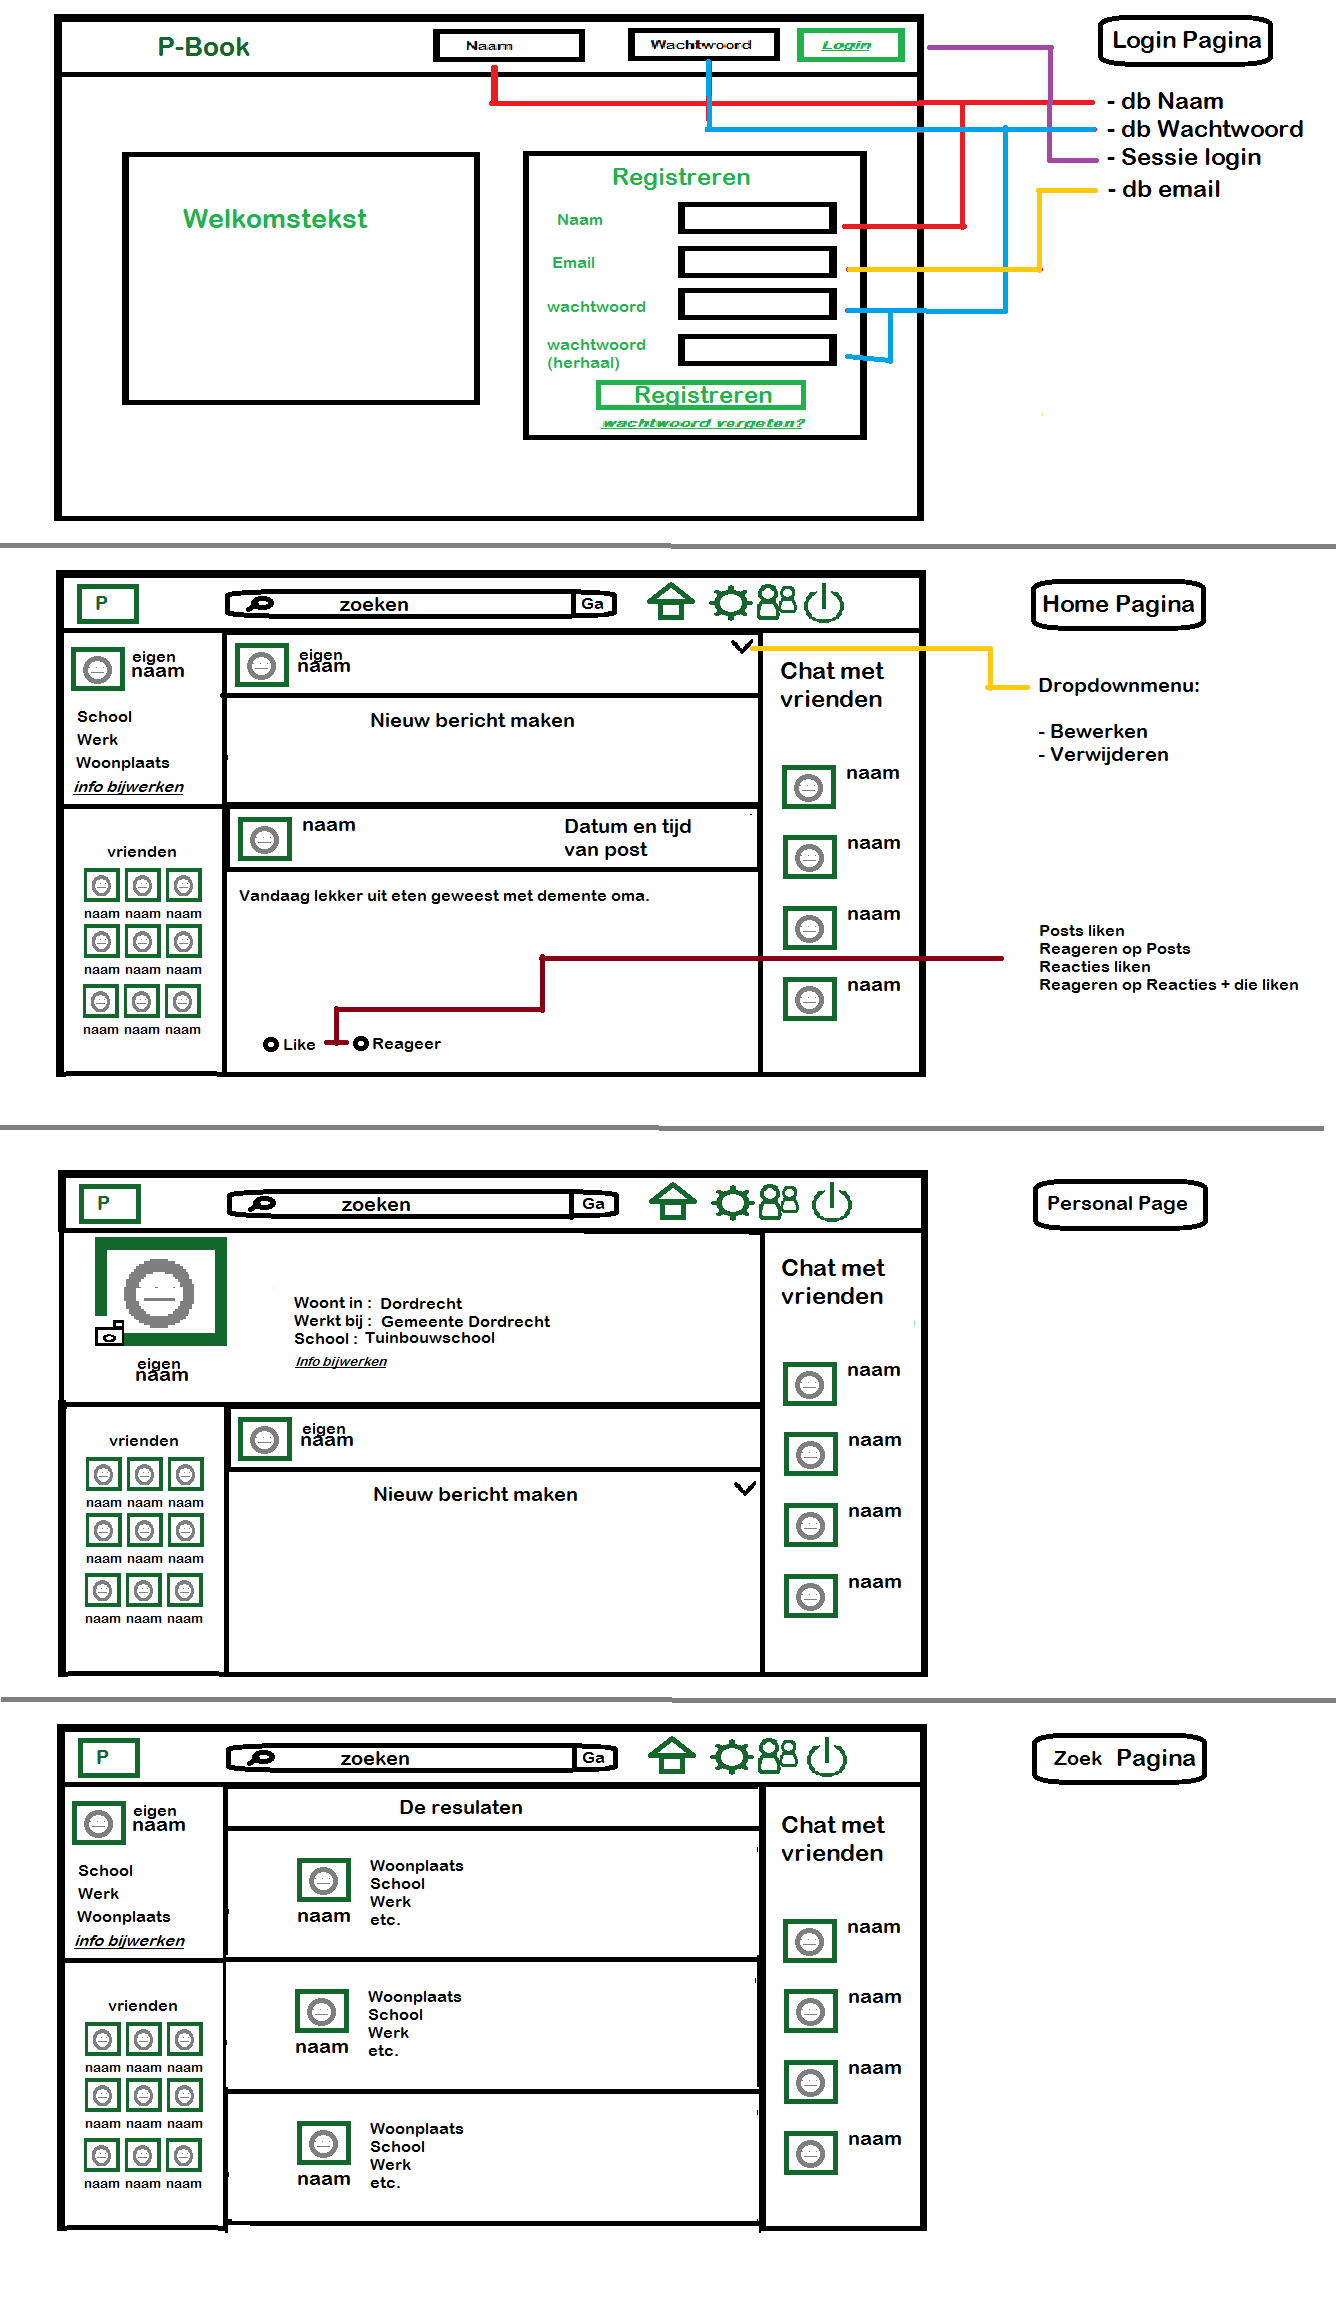 P-Book
Naam
Wachtwoord
Login
Login Pagina
- db Naam
- db Wachtwoord
- Sessie login
- db email
Welkomstekst
Registreren
Naam
Email
wachtwoord
wachtwoord
(herhaal)
Registreren
wachtwoord vergeten?
P
zoeken
Ga
Home Pagina
eigen
naam
School
Werk
Woonplaats
info bijwerken
vrienden
naam naam naam
naam naam naam
naam naam naam
eigen
naam
Nieuw bericht maken
naam
Datum en tijd
van post
Vandaag lekker uit eten geweest met demente oma.
Like
Reageer
Chat met
vrienden
naam
naam
naam
naam
Dropdownmenu:
- Bewerken
- Verwijderen
Posts liken
Reageren op Posts
Reacties liken
Reageren op Reacties + die liken
P
zoeken
Ga
Personal Page
eigen
naam
Woont in : Dordrecht
Werkt bij : Gemeente Dordrecht
School : Tuinbouwschool
Info bijwerken
vrienden
naam naam naam
naam naam naam
naam naam naam
eigen
naam
Nieuw bericht maken
Chat met
vrienden
naam
naam
naam
naam
P
zoeken
Ga
Zoek Pagina
eigen
naam
School
Werk
Woonplaats
info bijwerken
vrienden
naam naam naam
naam naam naam
naam naam naam
De resulaten
naam
Woonplaats
School
Werk
etc.
naam
Woonplaats
School
Werk
etc.
naam
Woonplaats
School
Werk
etc.
Chat met
vrienden
naam
naam
naam
naam